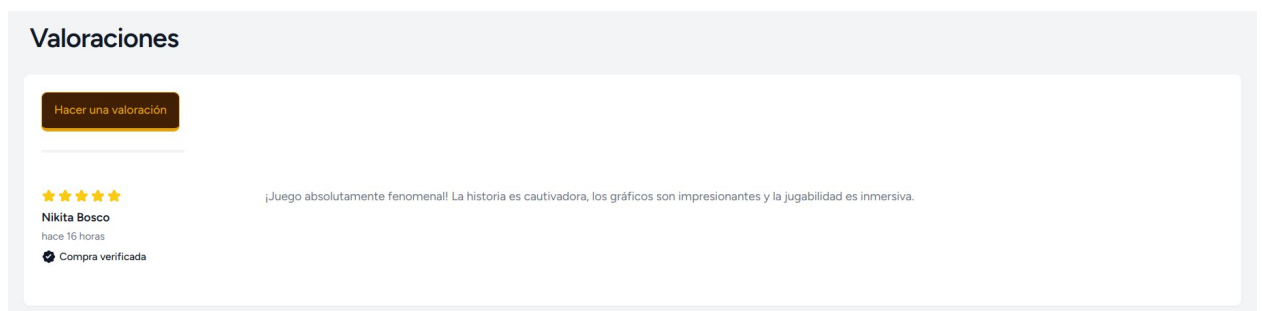 Valoraciones
Hacer una valoración
¡Juego absolutamente fenomenal! La historia es cautivadora, los gráficos son impresionantes y la jugabilidad es inmersiva.
Nikita Bosco
hace 16 horas
Compra verificada